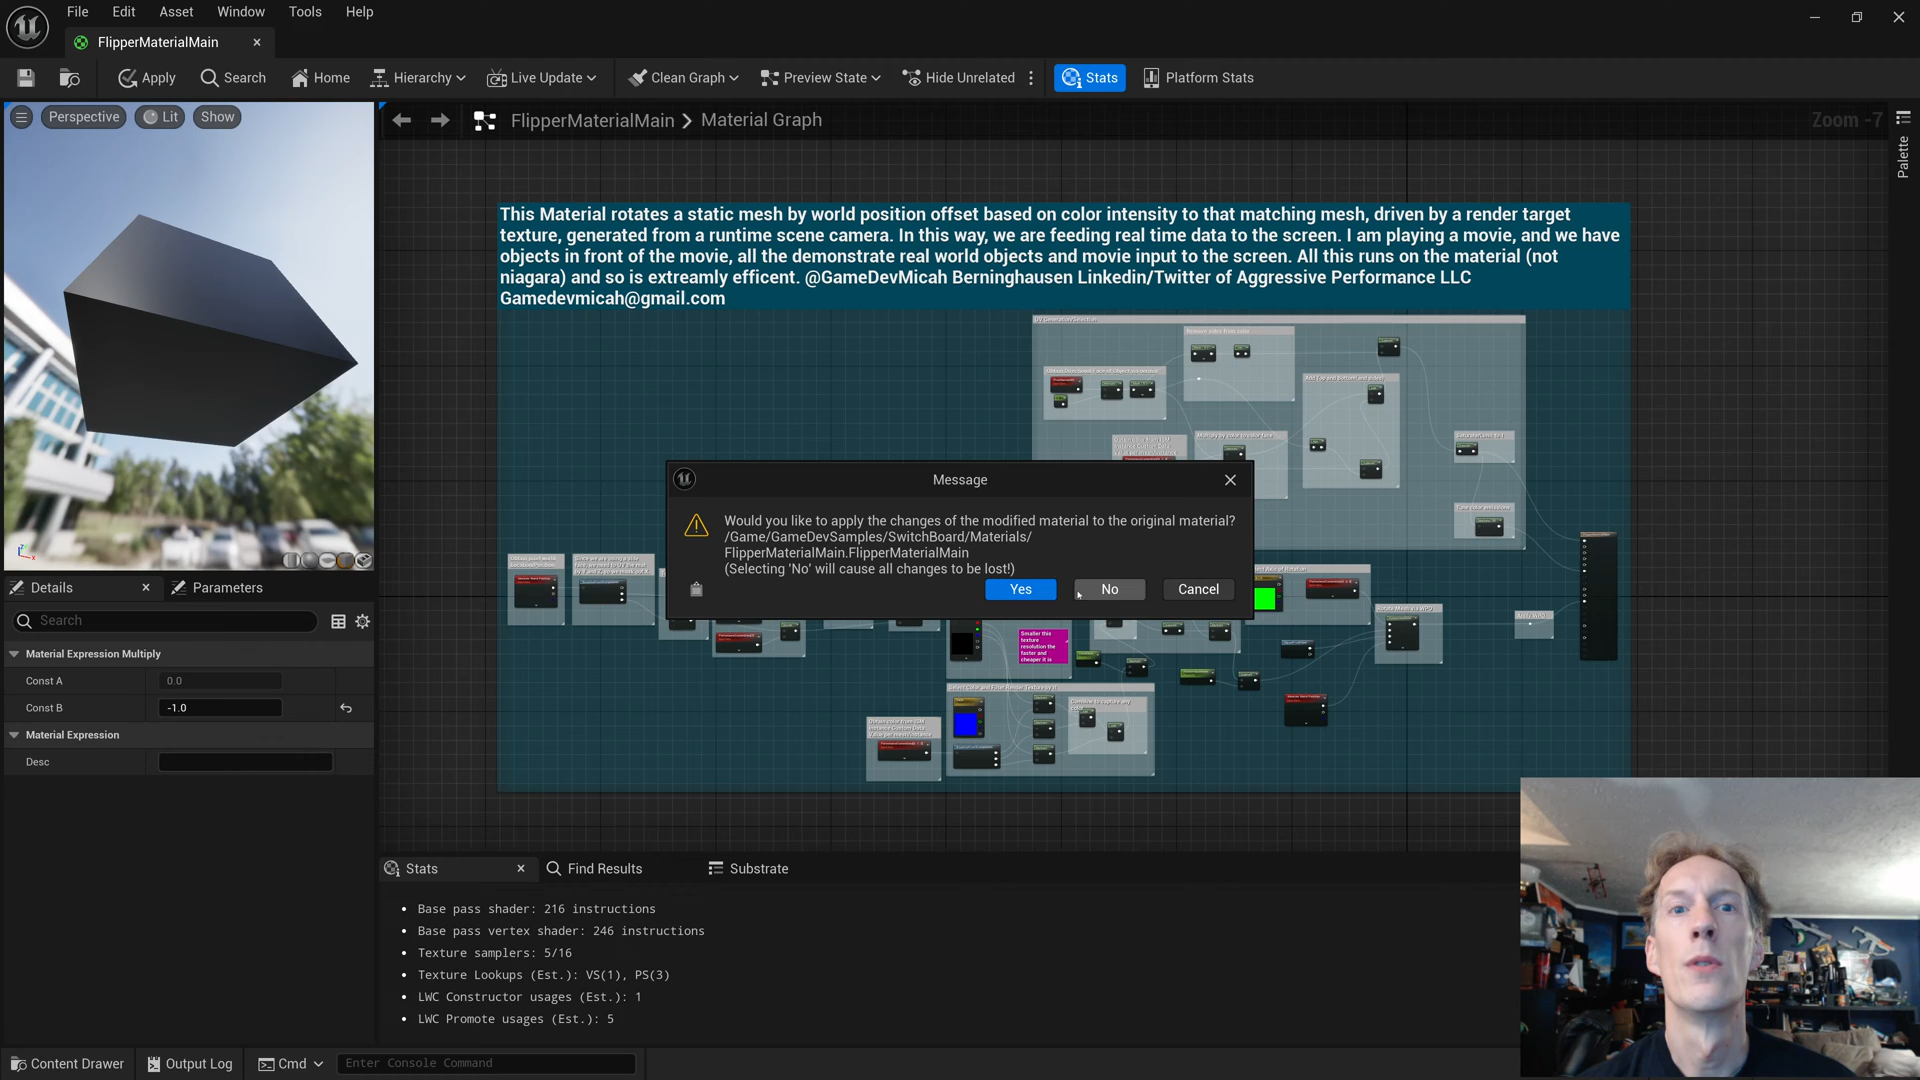 File Edit Asset Window Tools Help
FlipperMaterialMain
Apply Search Home Hierarchy Live Update Clean Graph Preview State Hide Unrelated Stats Platform Stats
Perspective Lit Show
FlipperMaterialMain > Material Graph
Zoom -7
Palette
This Material rotates a static mesh by world position offset based on color intensity to that matching mesh, driven by a render target
texture, generated from a runtime scene camera. In this way, we are feeding real time data to the screen. I am playing a movie, and we have
objects in front of the movie, all the demonstrate real world objects and movie input to the screen. All this runs on the material (not
niagara) and so is extreamly efficent. @GameDevMicah Berninghausen Linkedin/Twitter of Aggressive Performance LLC
Gamedevmicah@gmail.com
UV Generation/Selection
Message
Would you like to apply the changes of the modified material to the original material?
/Game/GameDevSamples/SwitchBoard/Materials/
FlipperMaterialMain.FlipperMaterialMain
(Selecting 'No' will cause all changes to be lost!)
Yes No Cancel
Smaller this
texture
resolution the
faster and
cheaper it is
Details Parameters
Search
Material Expression Multiply
Const A 0.0
Const B -1.0
Material Expression
Desc
Stats Find Results Substrate
Base pass shader: 216 instructions
Base pass vertex shader: 246 instructions
Texture samplers: 5/16
Texture Lookups (Est.): VS(1), PS(3)
LWC Constructor usages (Est.): 1
LWC Promote usages (Est.): 5
Content Drawer Output Log Cmd Enter Console Command